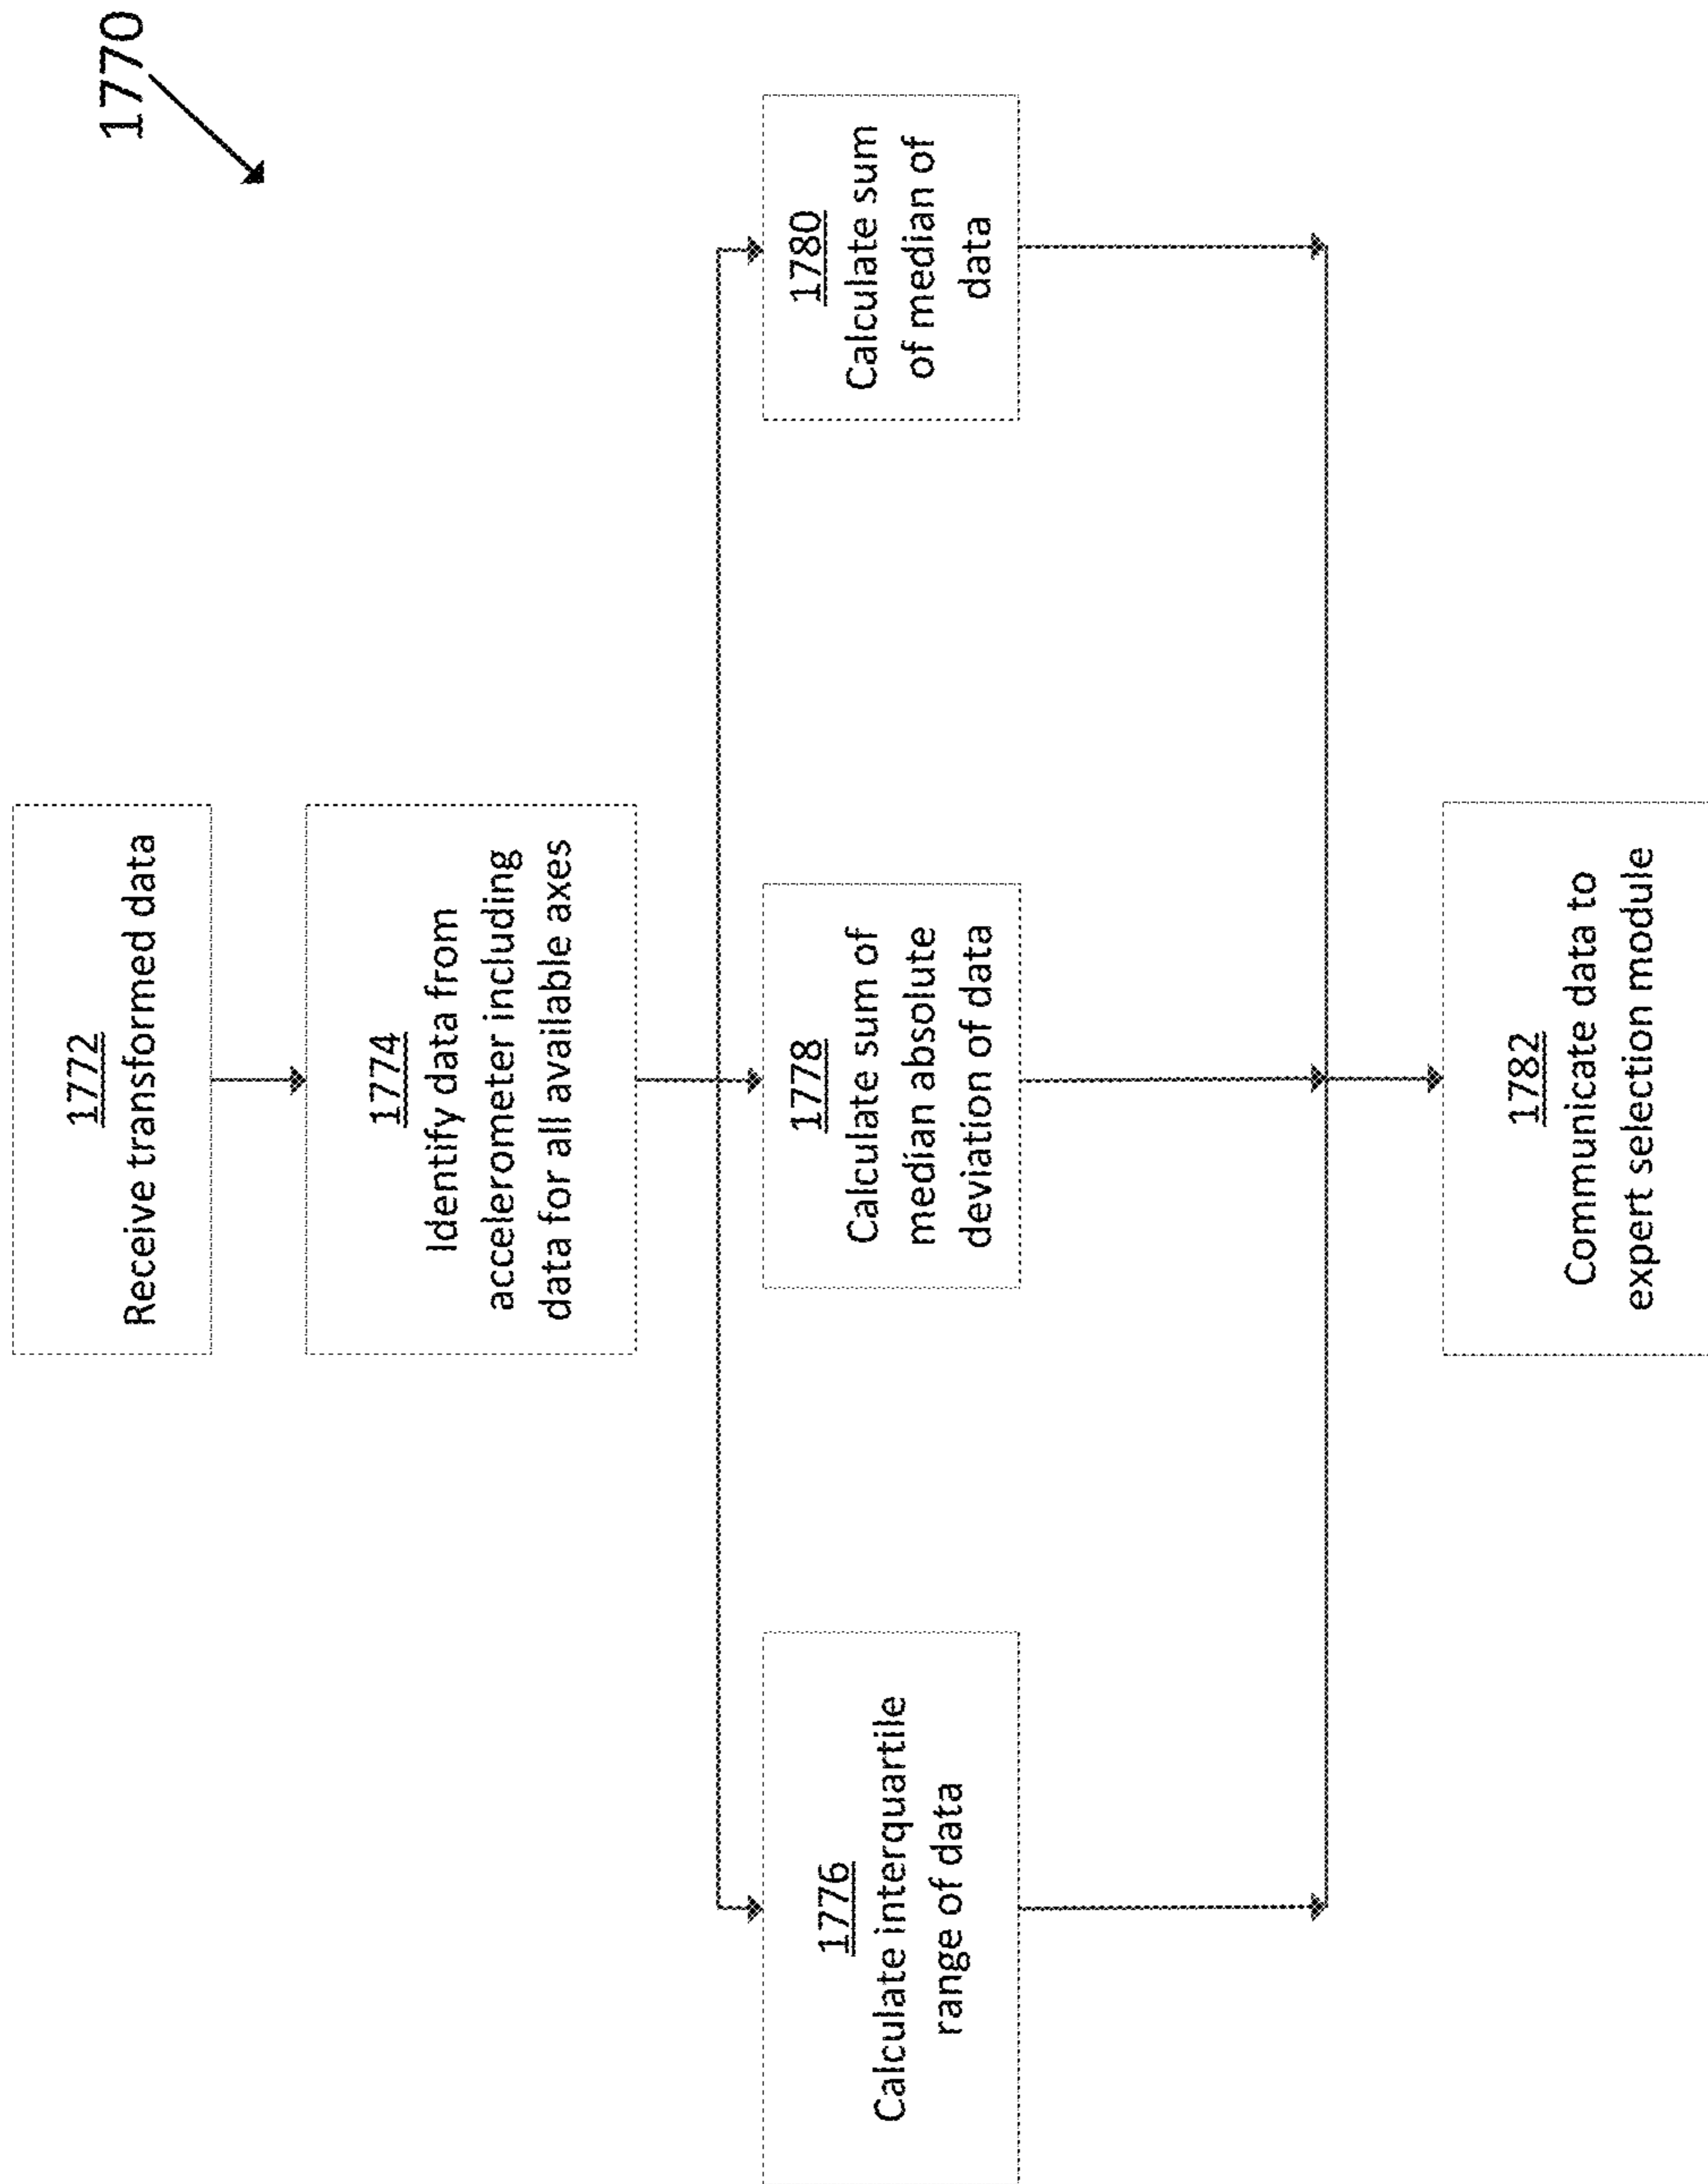 1770
1772
Receive transformed data
1774
Identify data from
accelerometer including
data for all available axes
1776
Calculate interquartile
range of data
1778
Calculate sum of
median absolute
deviation of data
1780
Calculate sum
of median of
data
1782
Communicate data to
expert selection module